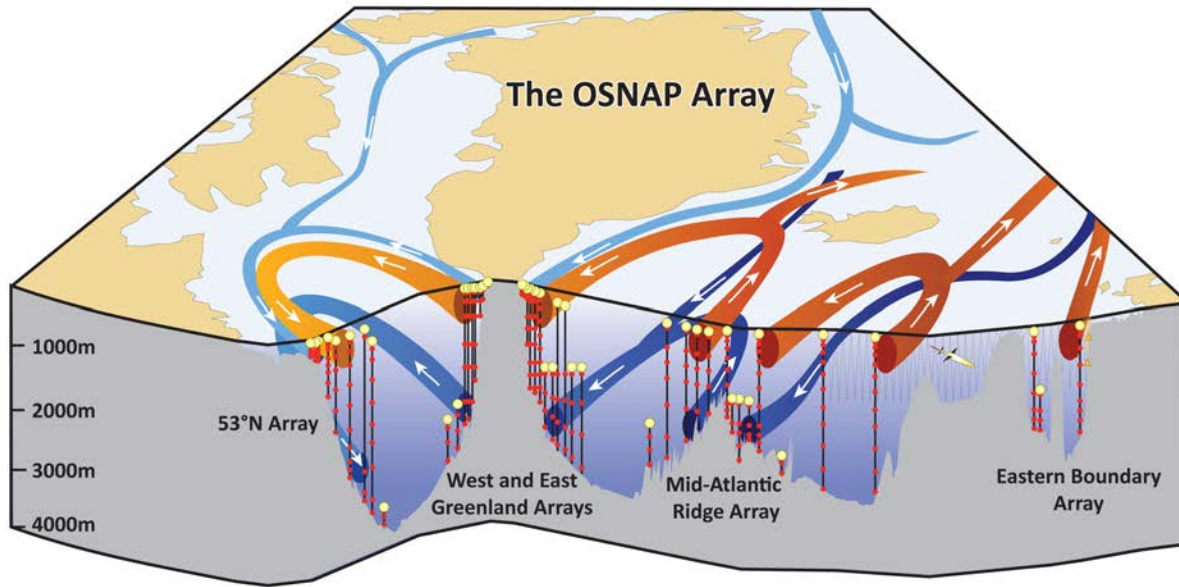 The OSNAP Array
1000m
2000m
3000m
4000m
53°N Array
West and East
Greenland Arrays
Mid-Atlantic
Ridge Array
Eastern Boundary
Array